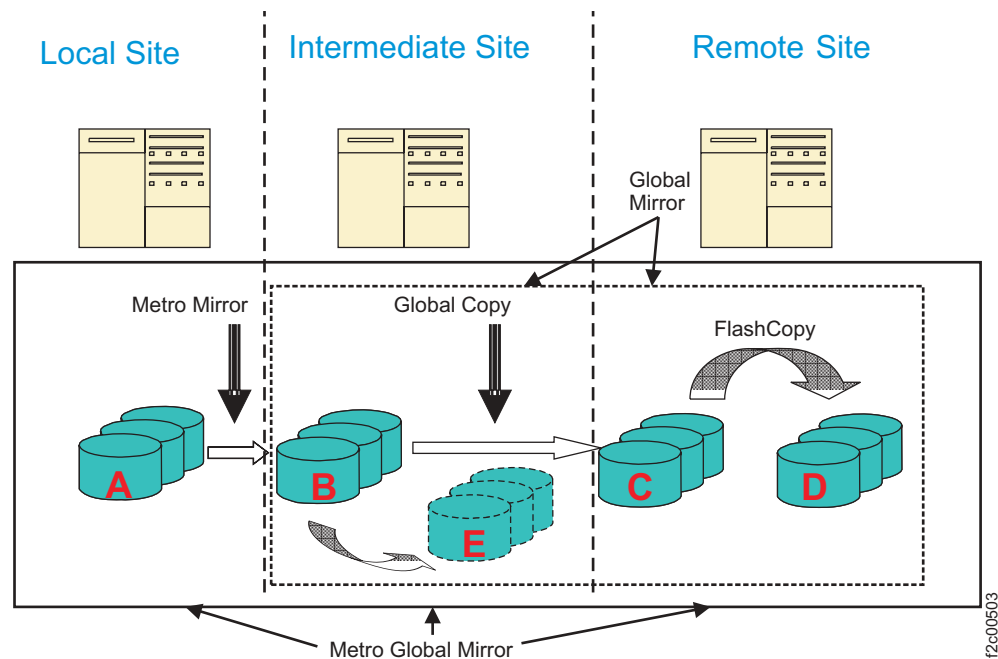 Local Site
Intermediate Site
Remote Site
Global
Mirror
Metro Mirror
Global Copy
FlashCopy
A
B
C
D
E
Metro Global Mirror
f2c00503